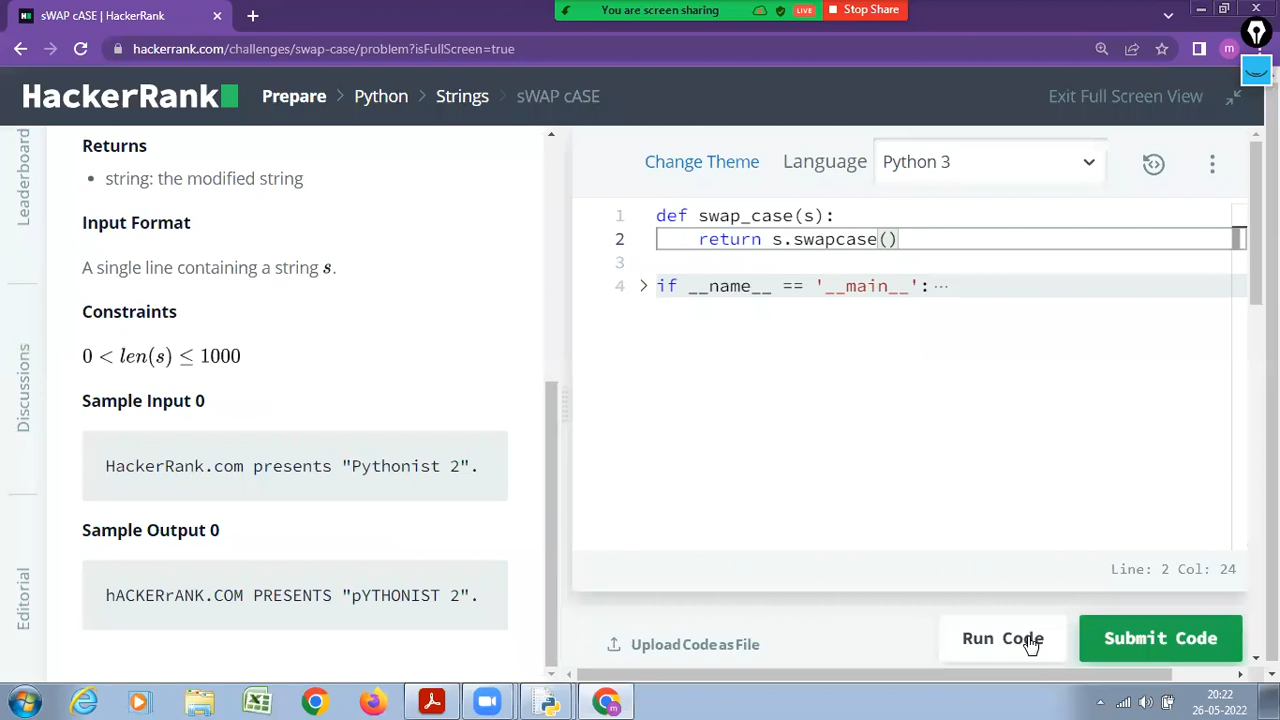 sWAP cASE | HackerRank
You are screen sharing
LIVE
Stop Share
hackerrank.com/challenges/swap-case/problem?isFullScreen=true
m
HackerRank
Prepare > Python > Strings > sWAP cASE
Exit Full Screen View
Leaderboard
Discussions
Editorial
Returns
• string: the modified string
Input Format
A single line containing a string s.
Constraints
0 < len(s) ≤ 1000
Sample Input 0
HackerRank.com presents "Pythonist 2".
Sample Output 0
hACKERrANK.COM PRESENTS "pYTHONIST 2".
Change Theme
Language
Python 3
1 def swap_case(s):
2 return s.swapcase()
3
4 if __name__ == '__main__':···
Line: 2 Col: 24
Upload Code as File
Run Code
Submit Code
20:22
26-05-2022